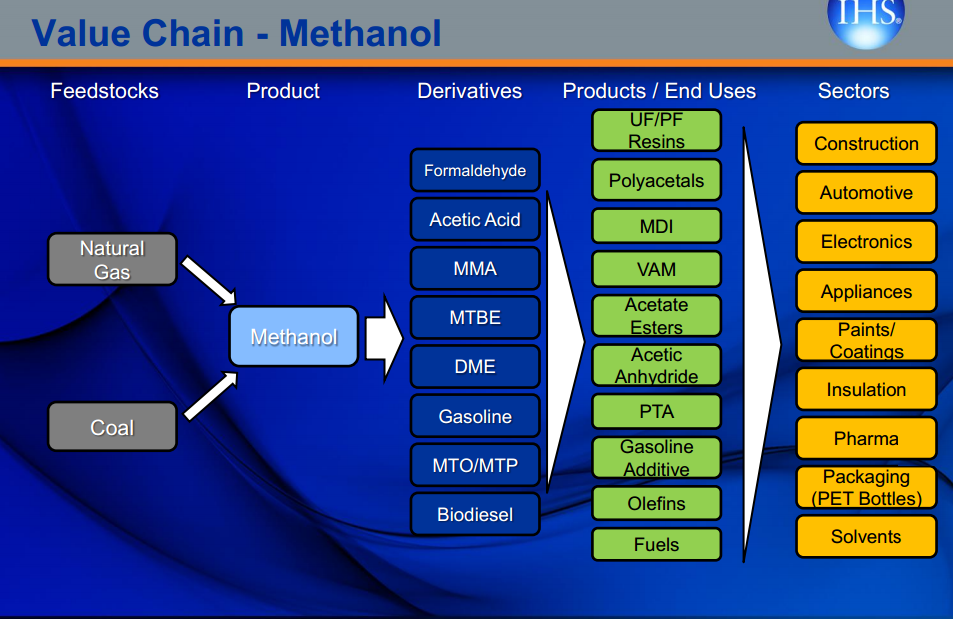 Value Chain - Methanol
IHS®
Feedstocks
Product
Derivatives
Products / End Uses
Sectors
Natural
Gas
Coal
Methanol
Formaldehyde
Acetic Acid
MMA
MTBE
DME
Gasoline
MTO/MTP
Biodiesel
UF/PF
Resins
Polyacetals
MDI
VAM
Acetate
Esters
Acetic
Anhydride
PTA
Gasoline
Additive
Olefins
Fuels
Construction
Automotive
Electronics
Appliances
Paints/
Coatings
Insulation
Pharma
Packaging
(PET Bottles)
Solvents